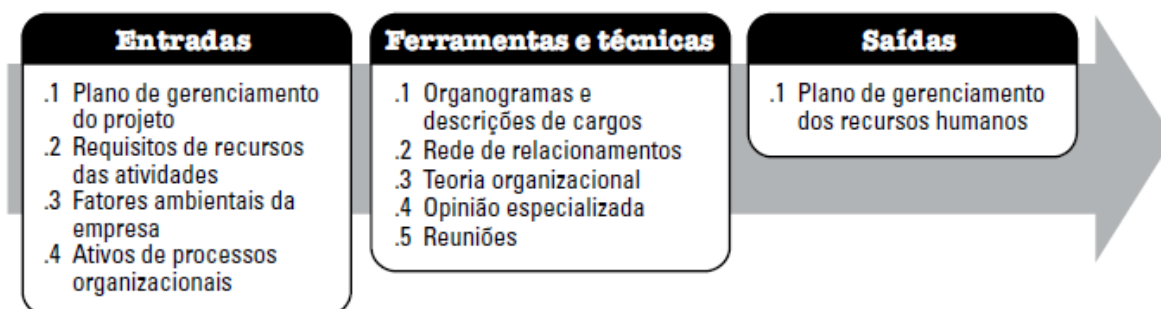 Entradas
.1 Plano de gerenciamento
do projeto
.2 Requisitos de recursos
das atividades
.3 Fatores ambientais da
empresa
.4 Ativos de processos
organizacionais
Ferramentas e técnicas
.1 Organogramas e
descrições de cargos
.2 Rede de relacionamentos
.3 Teoria organizacional
.4 Opinião especializada
.5 Reuniões
Saídas
.1 Plano de gerenciamento
dos recursos humanos